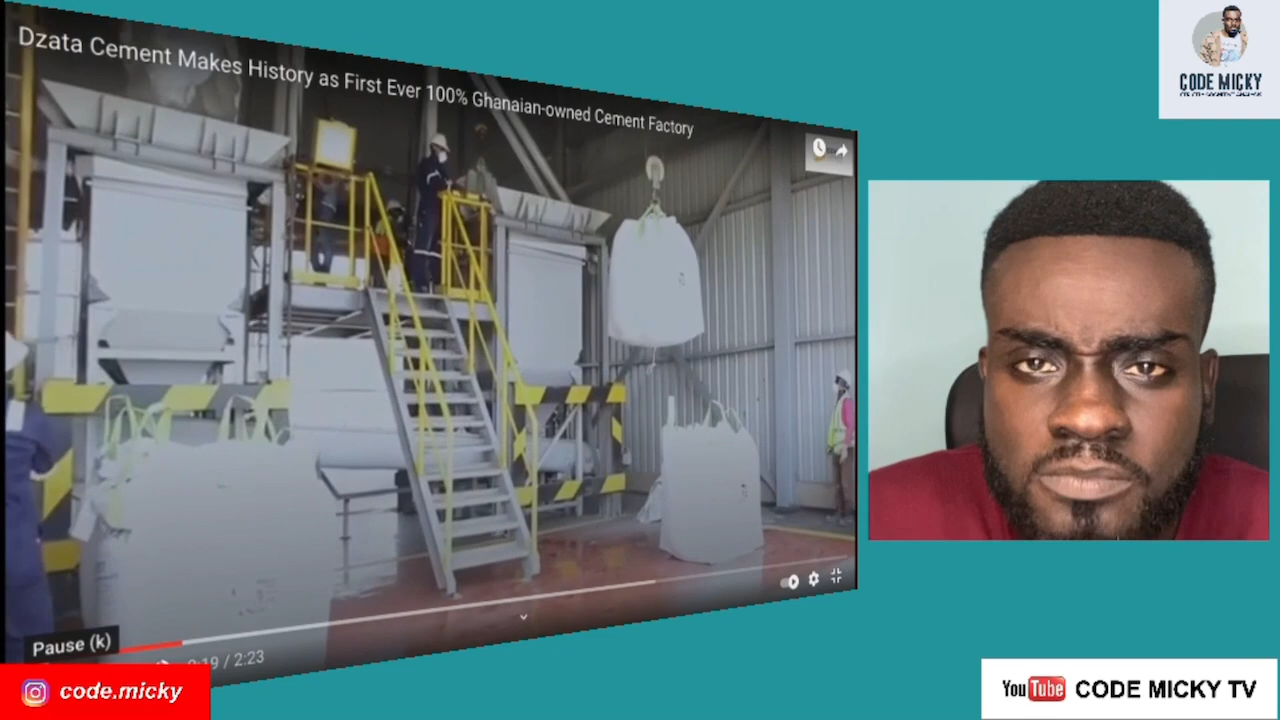 Dzata Cement Makes History as First Ever 100% Ghanaian-owned Cement Factory
CODE MICKY
Pause (k)
/ 2:23
code.micky
YouTube CODE MICKY TV